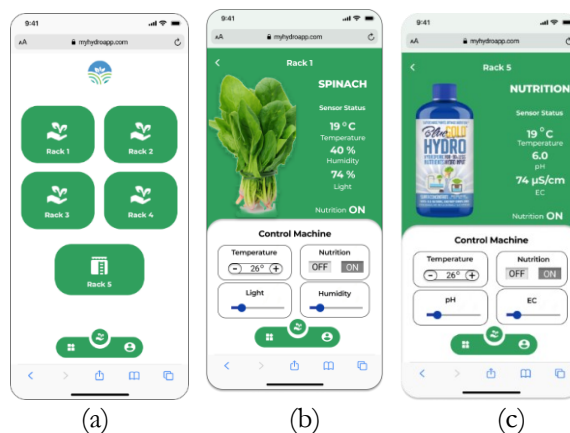 9:41
AA myhydroapp.com
Rack 1
Rack 2
Rack 3
Rack 4
Rack 5
(a)
9:41
AA myhydroapp.com
Rack 1
SPINACH
Sensor Status
19 °C
Temperature
40 %
Humidity
74 %
Light
Nutrition ON
Control Machine
Temperature
- 26° +
Nutrition
OFF ON
Light
Humidity
(b)
9:41
AA myhydroapp.com
Rack 5
NUTRITION
Blue GOLD
HYDRO
Sensor Status
19 °C
Temperature
6.0
pH
74 µS/cm
EC
Nutrition ON
Control Machine
Temperature
- 26° +
Nutrition
OFF ON
pH
EC
(c)